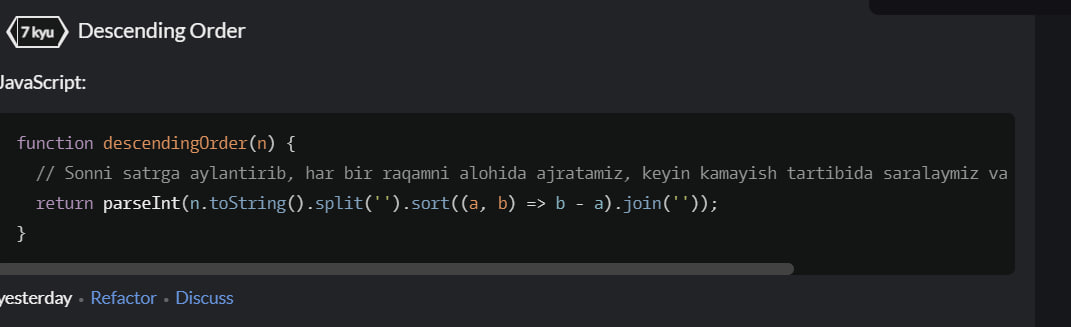 7 kyu Descending Order
JavaScript:
function descendingOrder(n) {
// Sonni satrga aylantirib, har bir raqamni alohida ajratamiz, keyin kamayish tartibida saralaymiz va
return parseInt(n.toString().split('').sort((a, b) => b - a).join(''));
}
yesterday • Refactor • Discuss